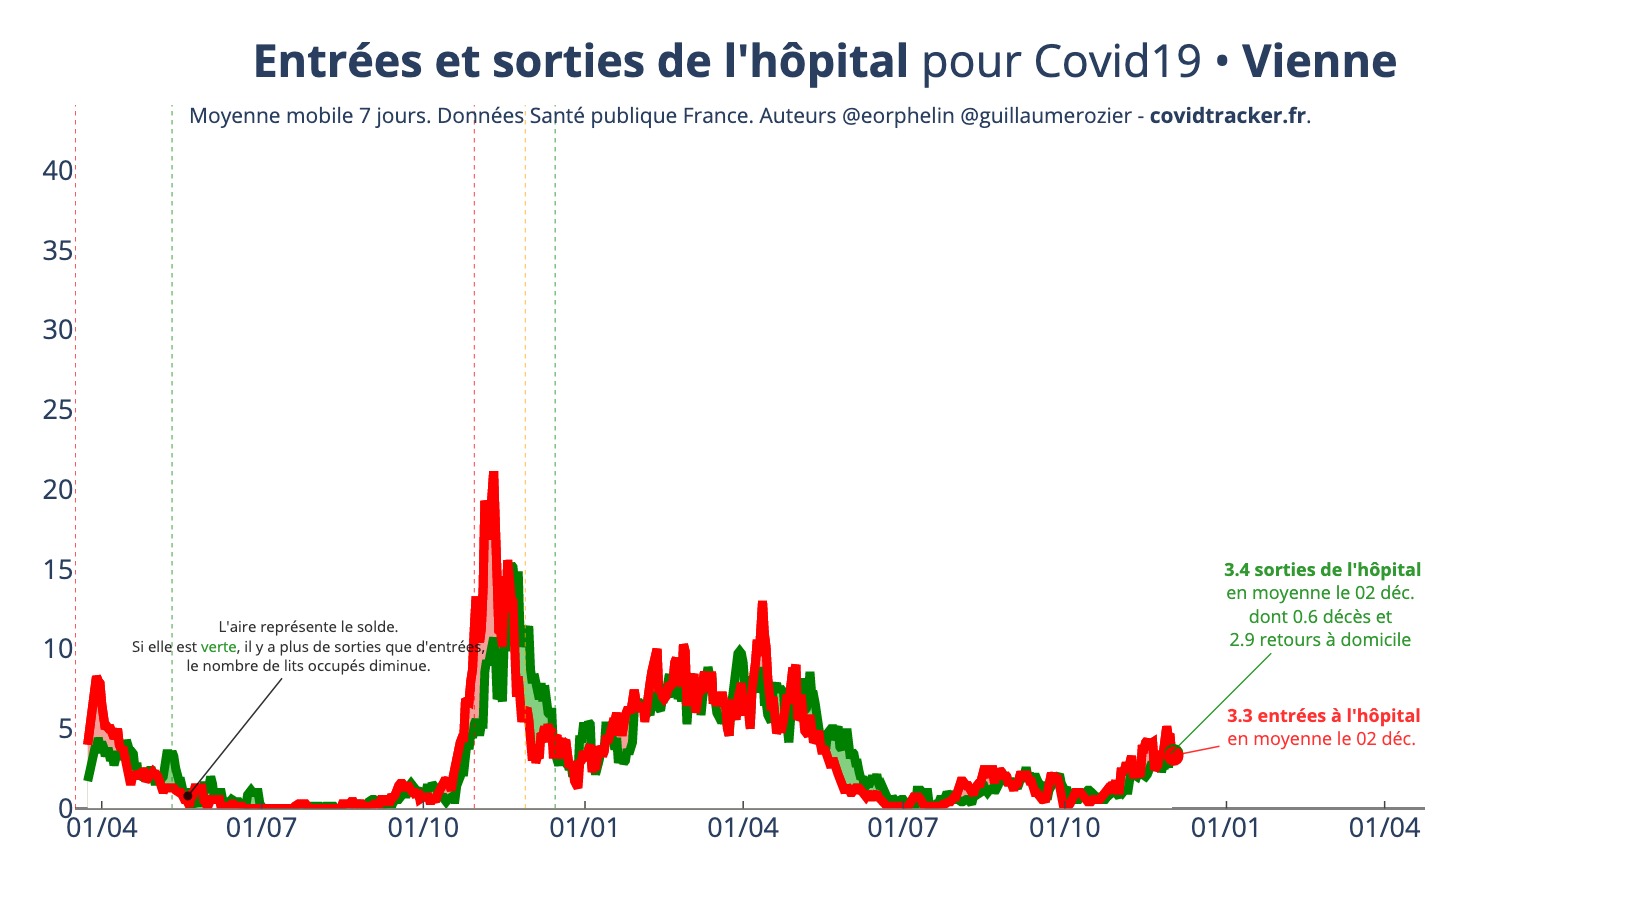 Entrées et sorties de l'hôpital pour Covid19 • Vienne
Moyenne mobile 7 jours. Données Santé publique France. Auteurs @eorphelin @guillaumerozier - covidtracker.fr.
40
35
30
25
20
15
10
5
0
L'aire représente le solde.
Si elle est verte, il y a plus de sorties que d'entrées,
le nombre de lits occupés diminue.
3.4 sorties de l'hôpital
en moyenne le 02 déc.
dont 0.6 décès et
2.9 retours à domicile
3.3 entrées à l'hôpital
en moyenne le 02 déc.
01/04 01/07 01/10 01/01 01/04 01/07 01/10 01/01 01/04